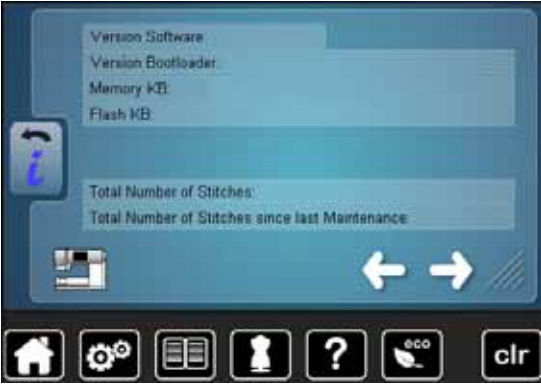 Version Software
Version Bootloader:
Memory KB:
Flash KB:
i
Total Number of Stitches:
Total Number of Stitches since last Maintenance:
?
eco
clr